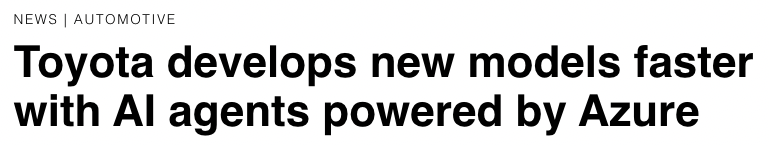 NEWS | AUTOMOTIVE
Toyota develops new models faster
with AI agents powered by Azure